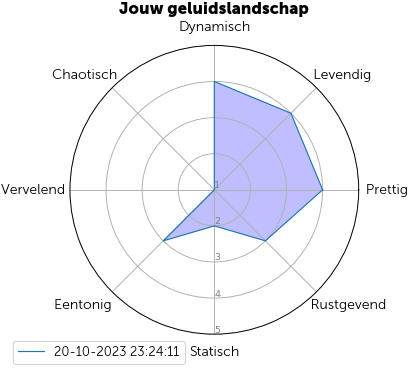 Jouw geluidslandschap
Dynamisch
Chaotisch
Levendig
Vervelend
1
Prettig
2
3
Eentonig
4
Rustgevend
5
20-10-2023 23:24:11
Statisch